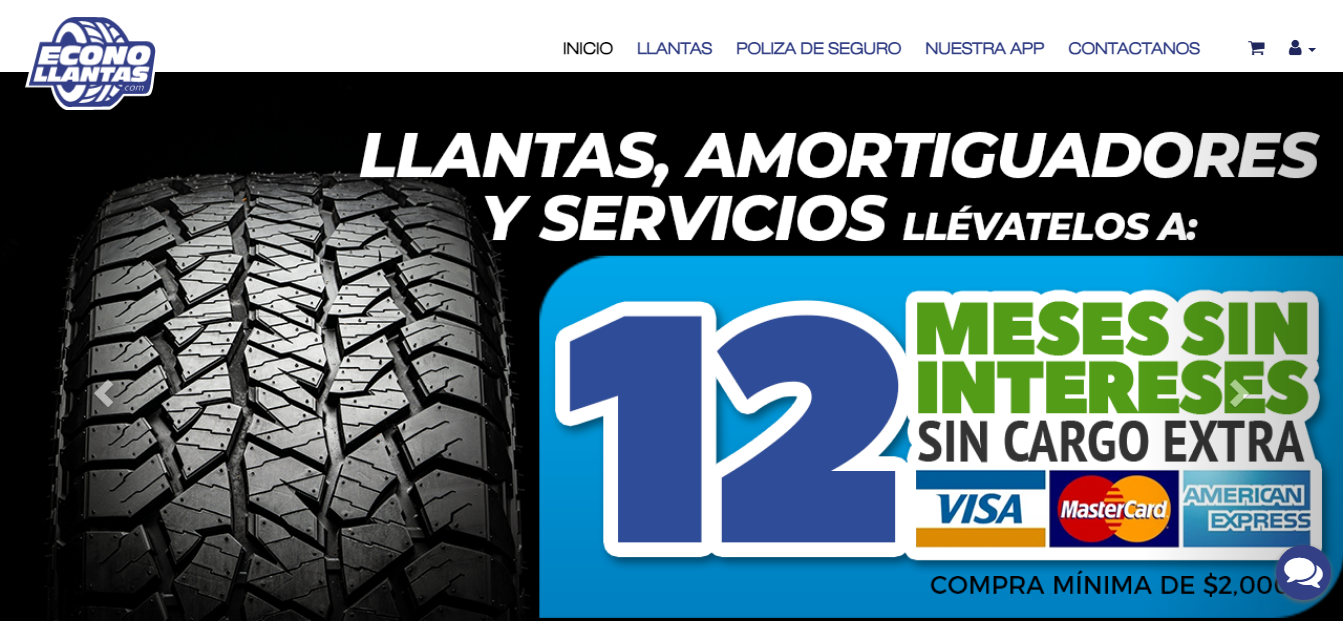 ECONO
LLANTAS
.com
INICIO LLANTAS POLIZA DE SEGURO NUESTRA APP CONTACTANOS
LLANTAS, AMORTIGUADORES
Y SERVICIOS LLÉVATELOS A:
12 MESES SIN
INTERESES
SIN CARGO EXTRA
VISA MasterCard AMERICAN
EXPRESS
COMPRA MÍNIMA DE $2,000